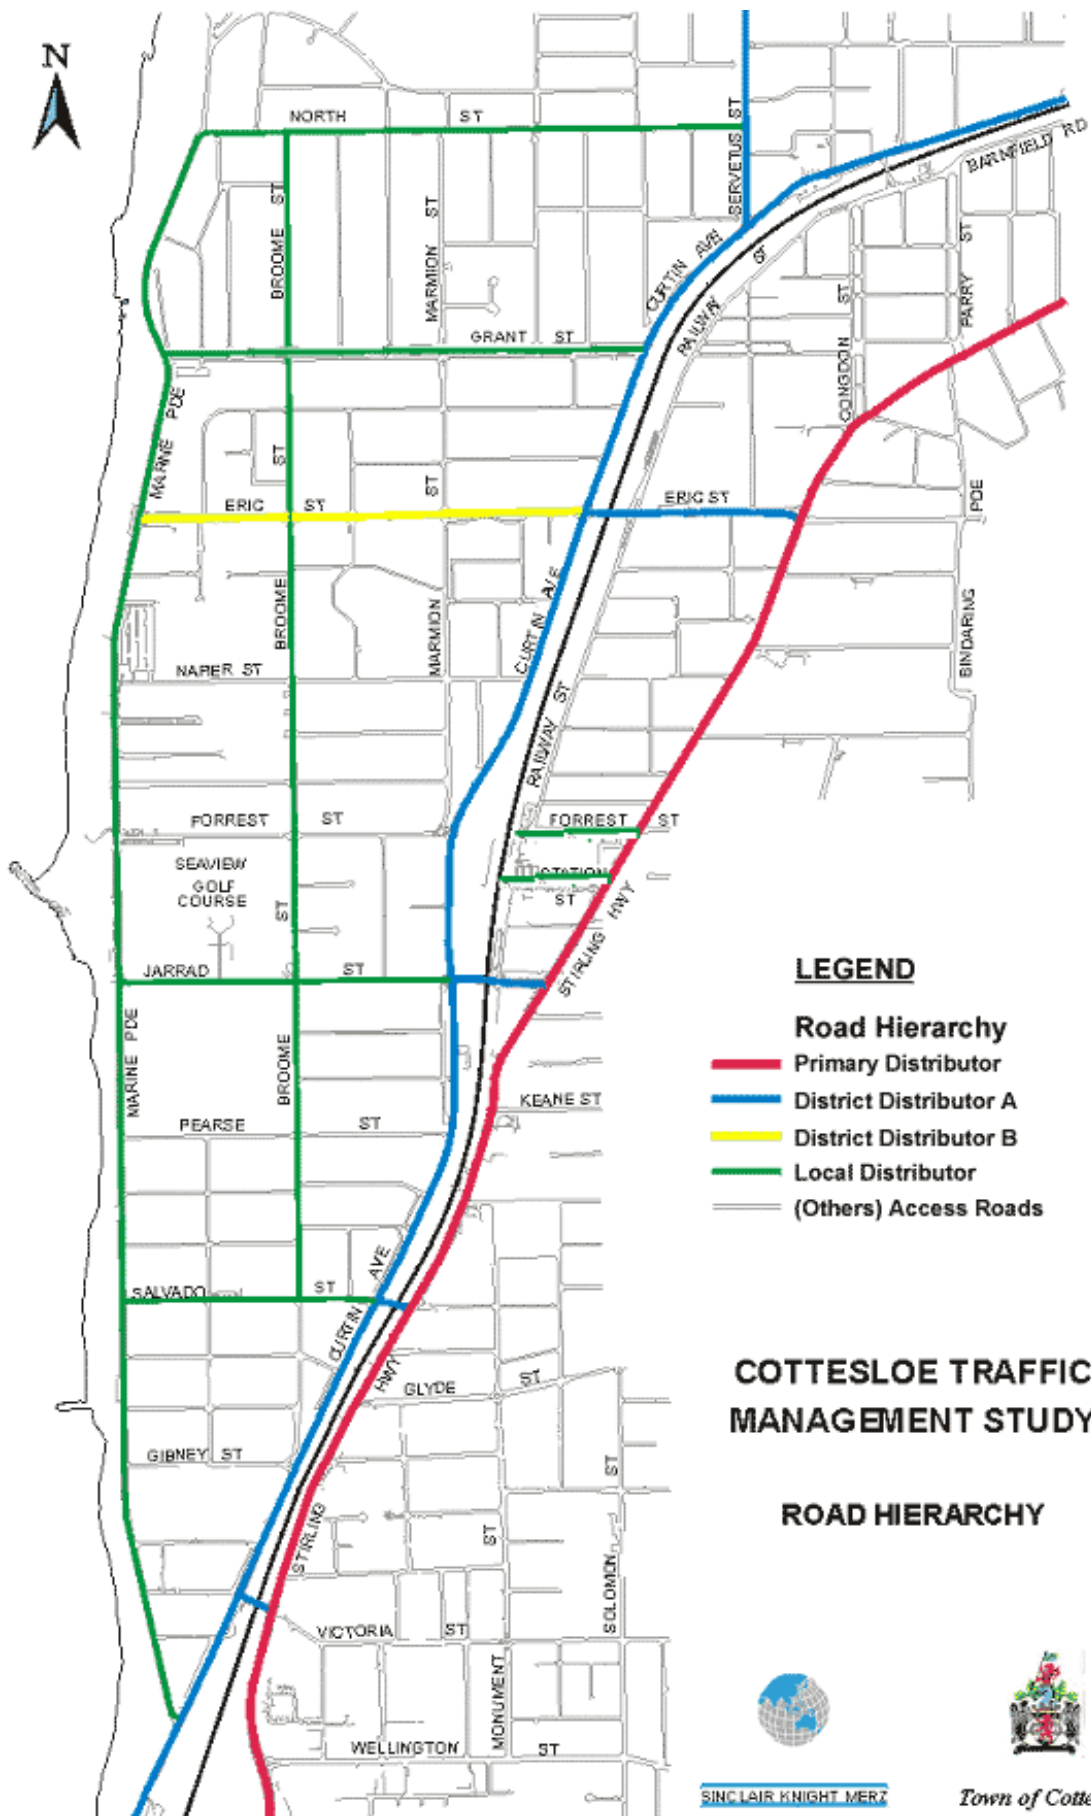 N
NORTH ST
SERVETUS ST
BARNFIELD RD
BROOME ST
MARMION ST
CURTIN AVE
RAILWAY ST
PARRY ST
CONGDON ST
GRANT ST
MARINE PDE
ST
ST
ERIC ST
ERIC ST
BINDARING PDE
BROOME
MARMION
CURTIN AVE
NAPIER ST
RAILWAY ST
FORREST ST
FORREST ST
SEAVIEW
GOLF
COURSE
STATION
ST
ST
STIRLING HWY
JARRAD ST
MARINE PDE
BROOME
KEANE ST
PEARSE ST
SALVADO ST
CURTIN AVE
HWY
GLYDE ST
GIBNEY ST
STIRLING
ST
ST
SOLOMON
VICTORIA ST
MONUMENT
WELLINGTON ST
LEGEND
Road Hierarchy
Primary Distributor
District Distributor A
District Distributor B
Local Distributor
(Others) Access Roads
COTTESLOE TRAFFIC
MANAGEMENT STUDY
ROAD HIERARCHY
SINCLAIR KNIGHT MERZ
Town of Cotte